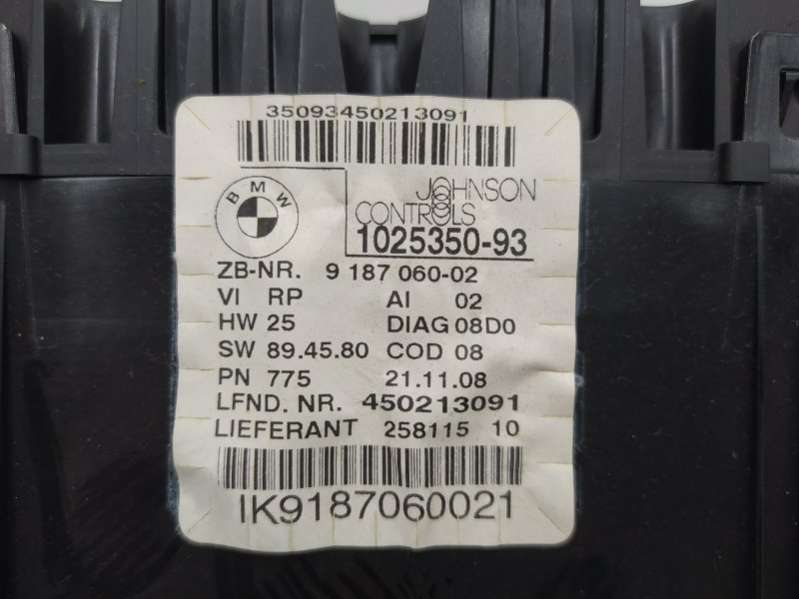 35093450213091
BMW
JOHNSON
CONTROLS
1025350-93
ZB-NR. 9 187 060-02
VI RP AI 02
HW 25 DIAG 08D0
SW 89.45.80 COD 08
PN 775 21.11.08
LFND. NR. 450213091
LIEFERANT 258115 10
IK9187060021